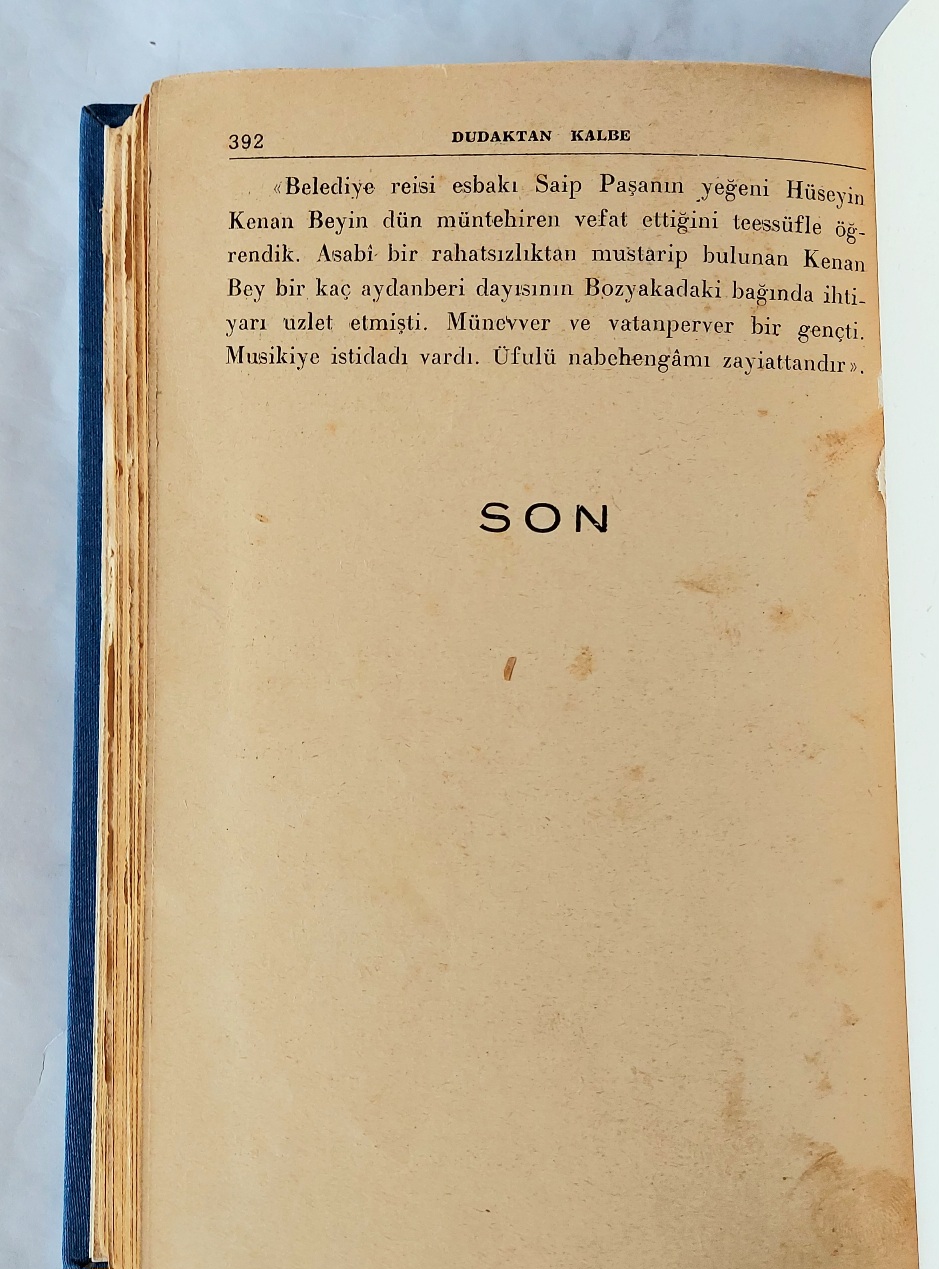 392
DUDAKTAN KALBE
«Belediye reisi esbakı Saip Paşanın yeğeni Hüseyin
Kenan Beyin dün müntehiren vefat ettiğini teessüfle öğ-
rendik. Asabî bir rahatsızlıktan mustarip bulunan Kenan
Bey bir kaç aydanberi dayısının Bozyakadaki bağında ihti-
yarı uzlet etmişti. Münevver ve vatanperver bir gençti.
Musikiye istidadı vardı. Üfulü nabehengâmı zayiattandır».
SON